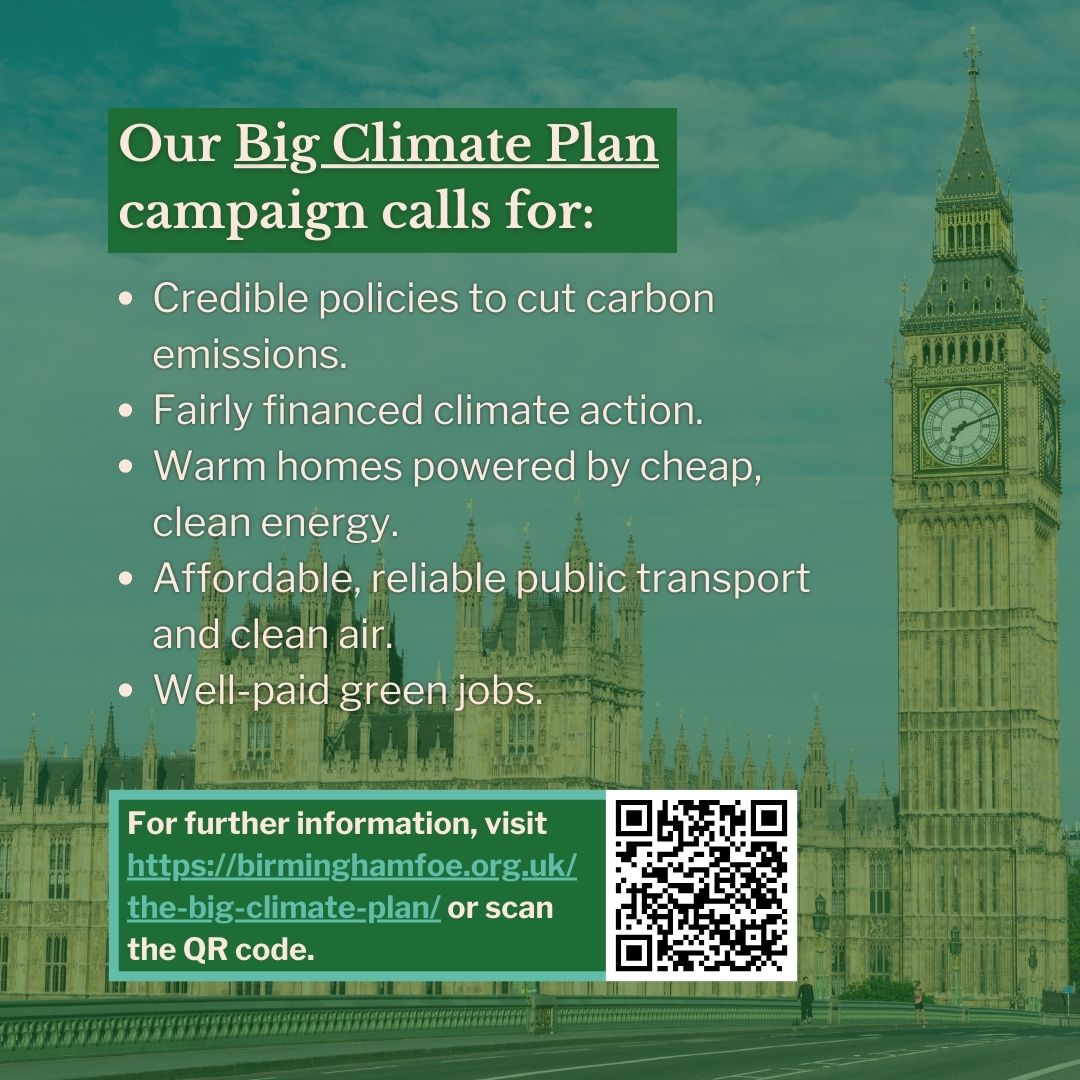 Our Big Climate Plan
campaign calls for:
• Credible policies to cut carbon
emissions.
• Fairly financed climate action.
• Warm homes powered by cheap,
clean energy.
• Affordable, reliable public transport
and clean air.
• Well-paid green jobs.
For further information, visit
https://birminghamfoe.org.uk/
the-big-climate-plan/ or scan
the QR code.